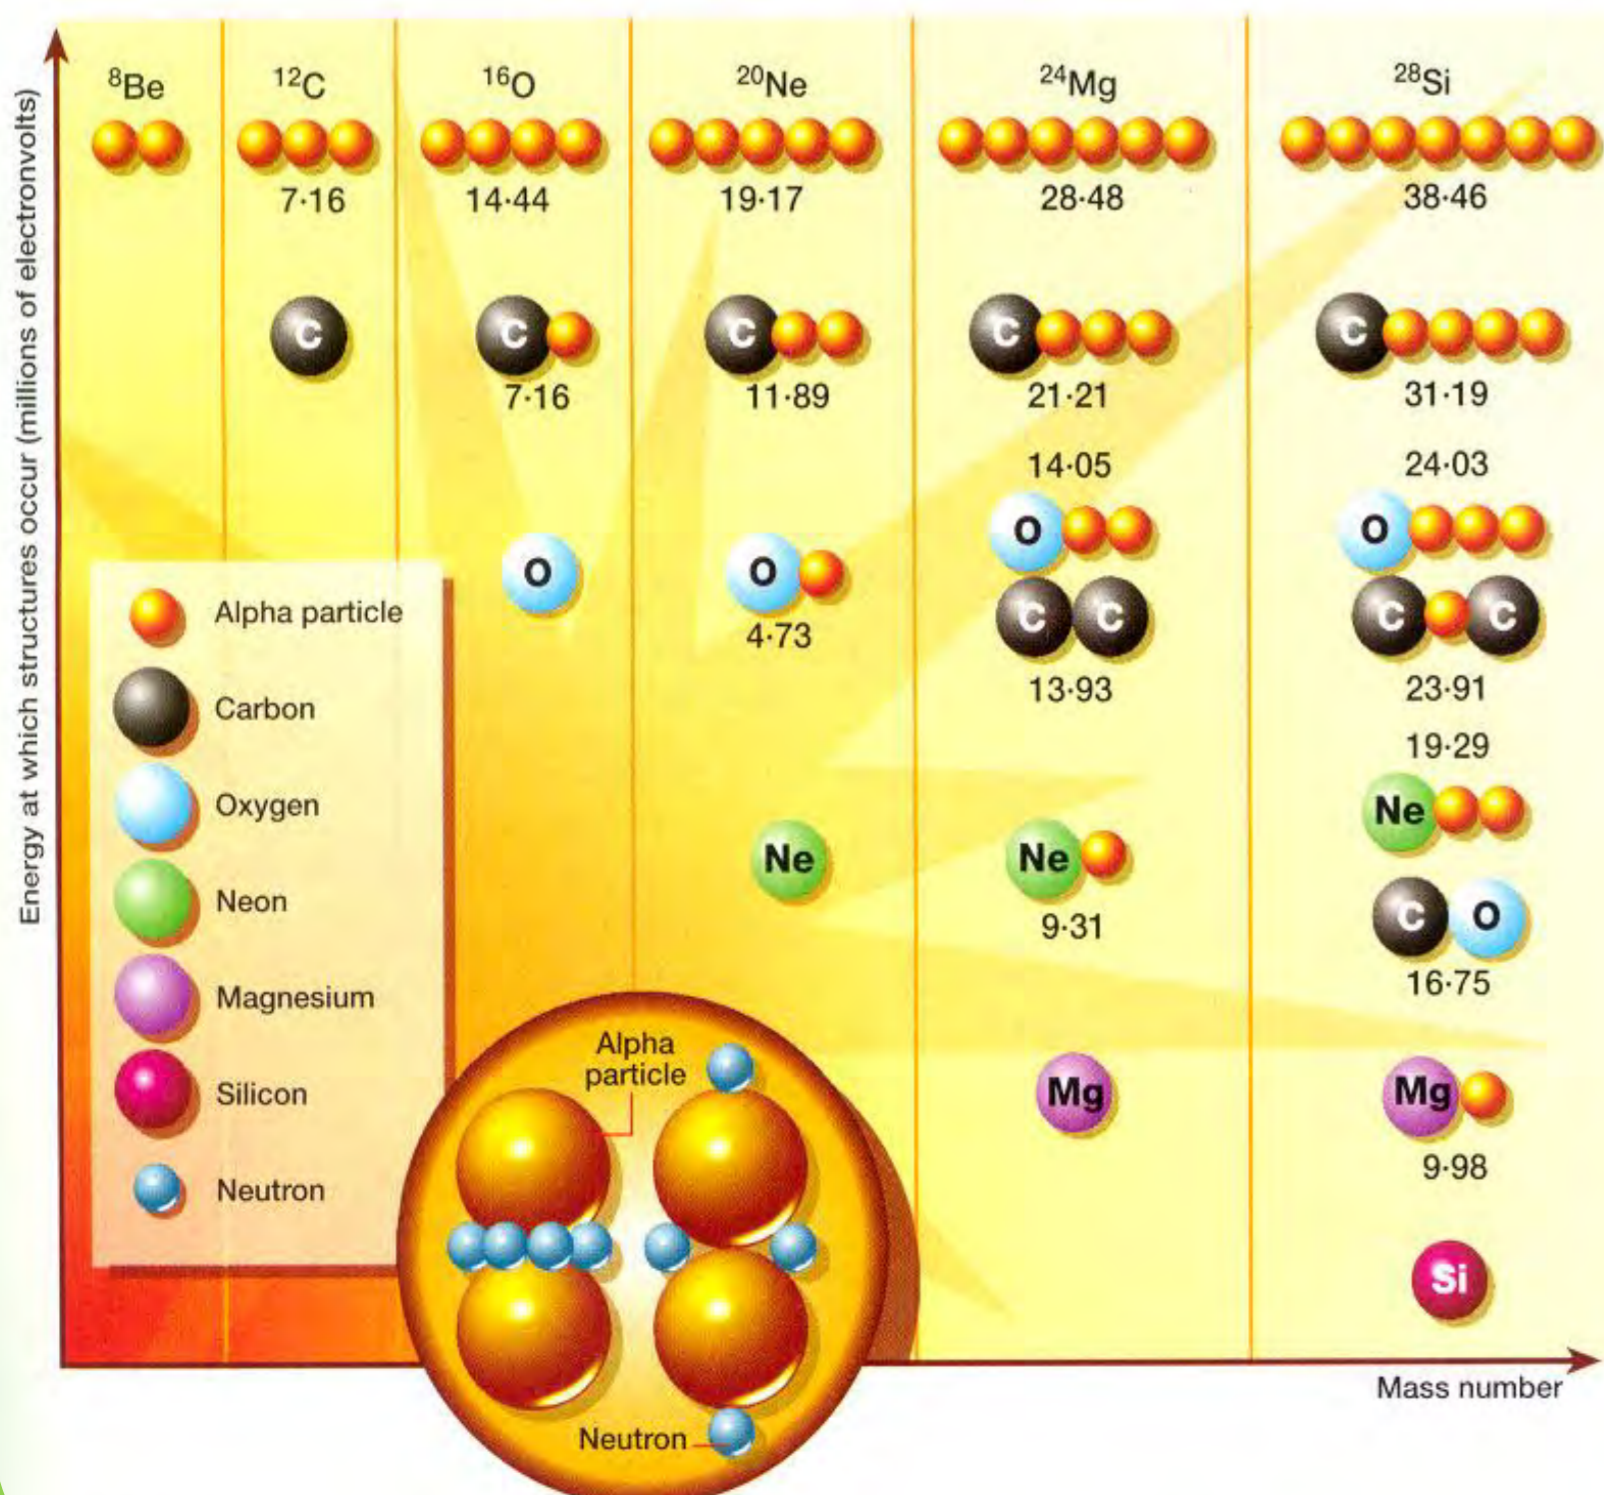 Energy at which structures occur (millions of electronvolts)
⁸Be ¹²C ¹⁶O ²⁰Ne ²⁴Mg ²⁸Si
7·16 14·44 19·17 28·48 38·46
C C C C C
7·16 11·89 21·21 31·19
14·05 24·03
O O O O
C C C C
4·73 13·93 23·91
19·29
Ne Ne Ne
C O
9·31 16·75
Mg Mg
9·98
Si
Alpha particle
Carbon
Oxygen
Neon
Magnesium
Silicon
Neutron
Alpha
particle
Neutron
Mass number